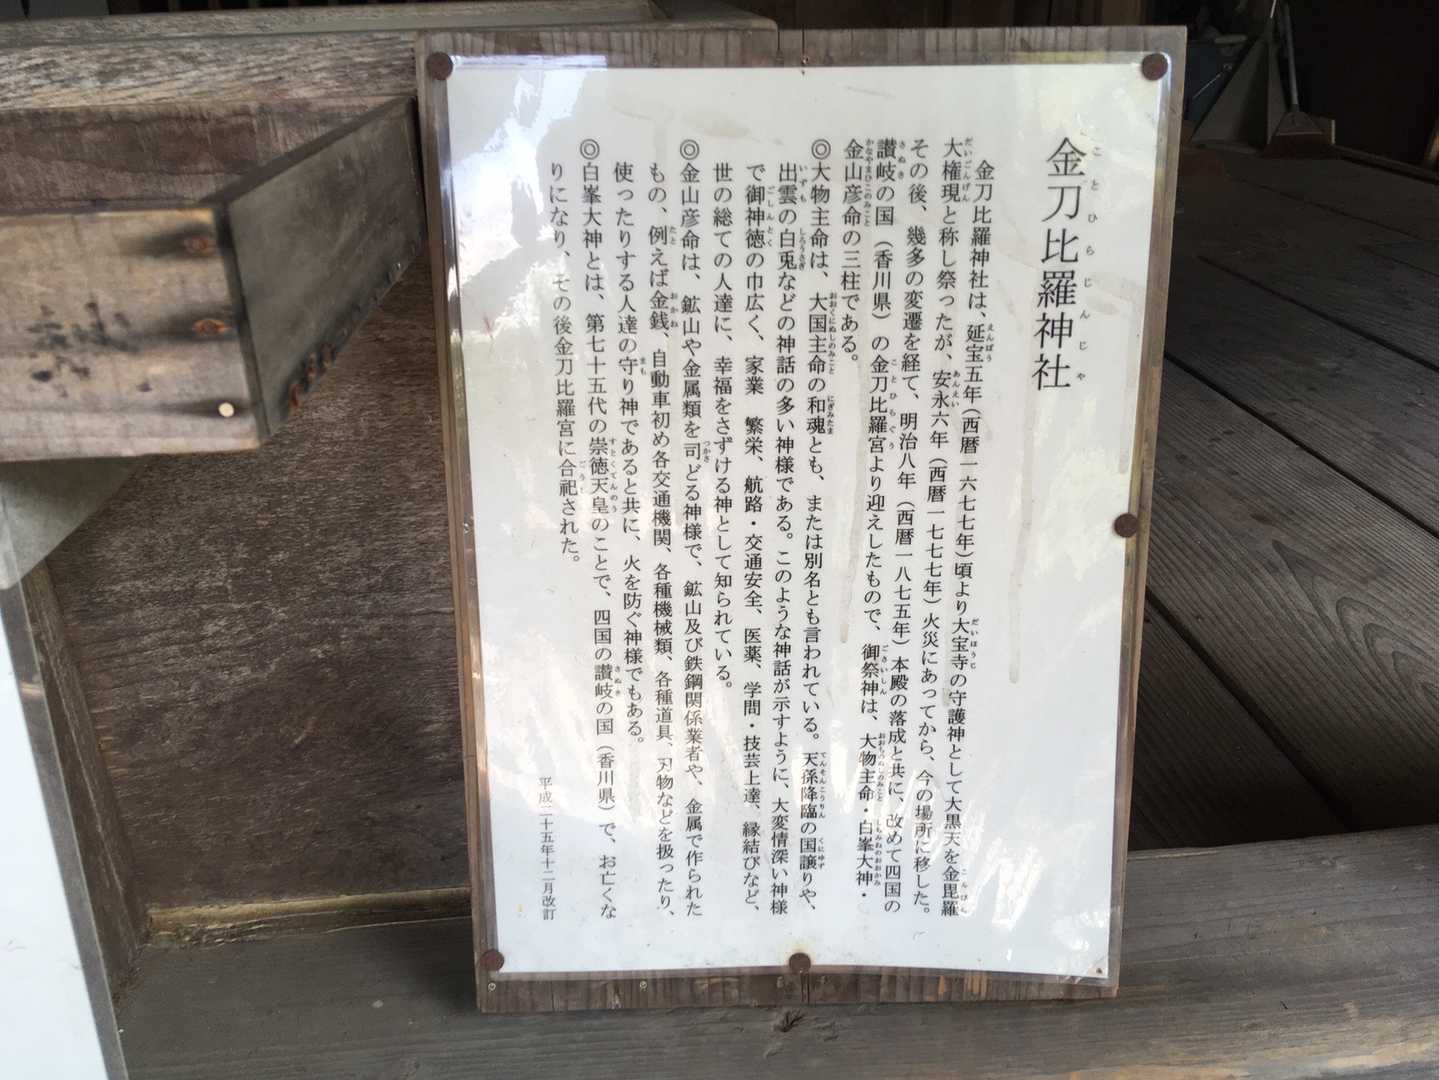 金刀比羅神社
金刀比羅神社は、延宝五年(西暦一六七七年)頃より大宝寺の守護神として大黒天を金毘羅
大権現と称し祭ったが、安永六年(西暦一七七七年)火災にあってから、今の場所に移した。
その後、幾多の変遷を経て、明治八年(西暦一八七五年)本殿の落成と共に、改めて四国の
讃岐の国(香川県)の金刀比羅宮より迎えしたもので、御祭神は、大物主命・白峯大神・
金山彦命の三柱である。
◎大物主命は、大国主命の和魂とも、または別名とも言われている。天孫降臨の国譲りや、
出雲の白兎などの神話の多い神様である。このような神話が示すように、大変情深い神様
で御神徳の巾広く、家業 繁栄、航路・交通安全、医薬、学問・技芸上達、縁結びなど、
世の総ての人達に、幸福をさずける神として知られている。
◎金山彦命は、鉱山や金属類を司どる神様で、鉱山及び鉄鋼関係業者や、金属で作られた
もの、例えば金銭、自動車初め各交通機関、各種機械類、各種道具、刃物などを扱ったり、
使ったりする人達の守り神であると共に、火を防ぐ神様でもある。
◎白峯大神とは、第七十五代の崇徳天皇のことで、四国の讃岐の国(香川県)で、お亡くな
りになり、その後金刀比羅宮に合祀された。
平成二十五年十二月改訂